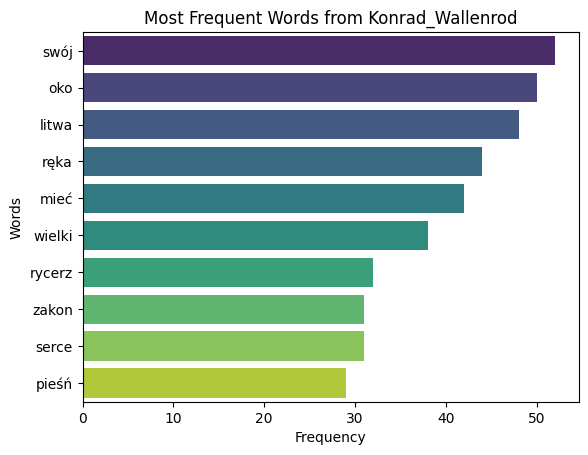 Most Frequent Words from Konrad_Wallenrod
Words
swój
oko
litwa
ręka
mieć
wielki
rycerz
zakon
serce
pieśń
0 10 20 30 40 50
Frequency